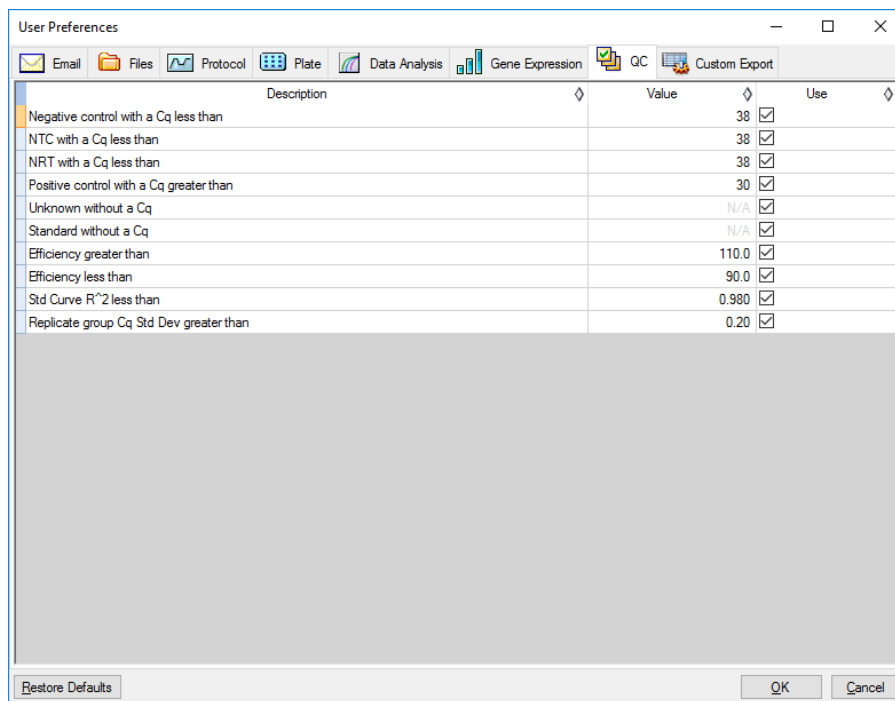 User Preferences
Email Files Protocol Plate Data Analysis Gene Expression QC Custom Export
Description Value Use
Negative control with a Cq less than 38
NTC with a Cq less than 38
NRT with a Cq less than 38
Positive control with a Cq greater than 30
Unknown without a Cq N/A
Standard without a Cq N/A
Efficiency greater than 110.0
Efficiency less than 90.0
Std Curve R^2 less than 0.980
Replicate group Cq Std Dev greater than 0.20
Restore Defaults OK Cancel